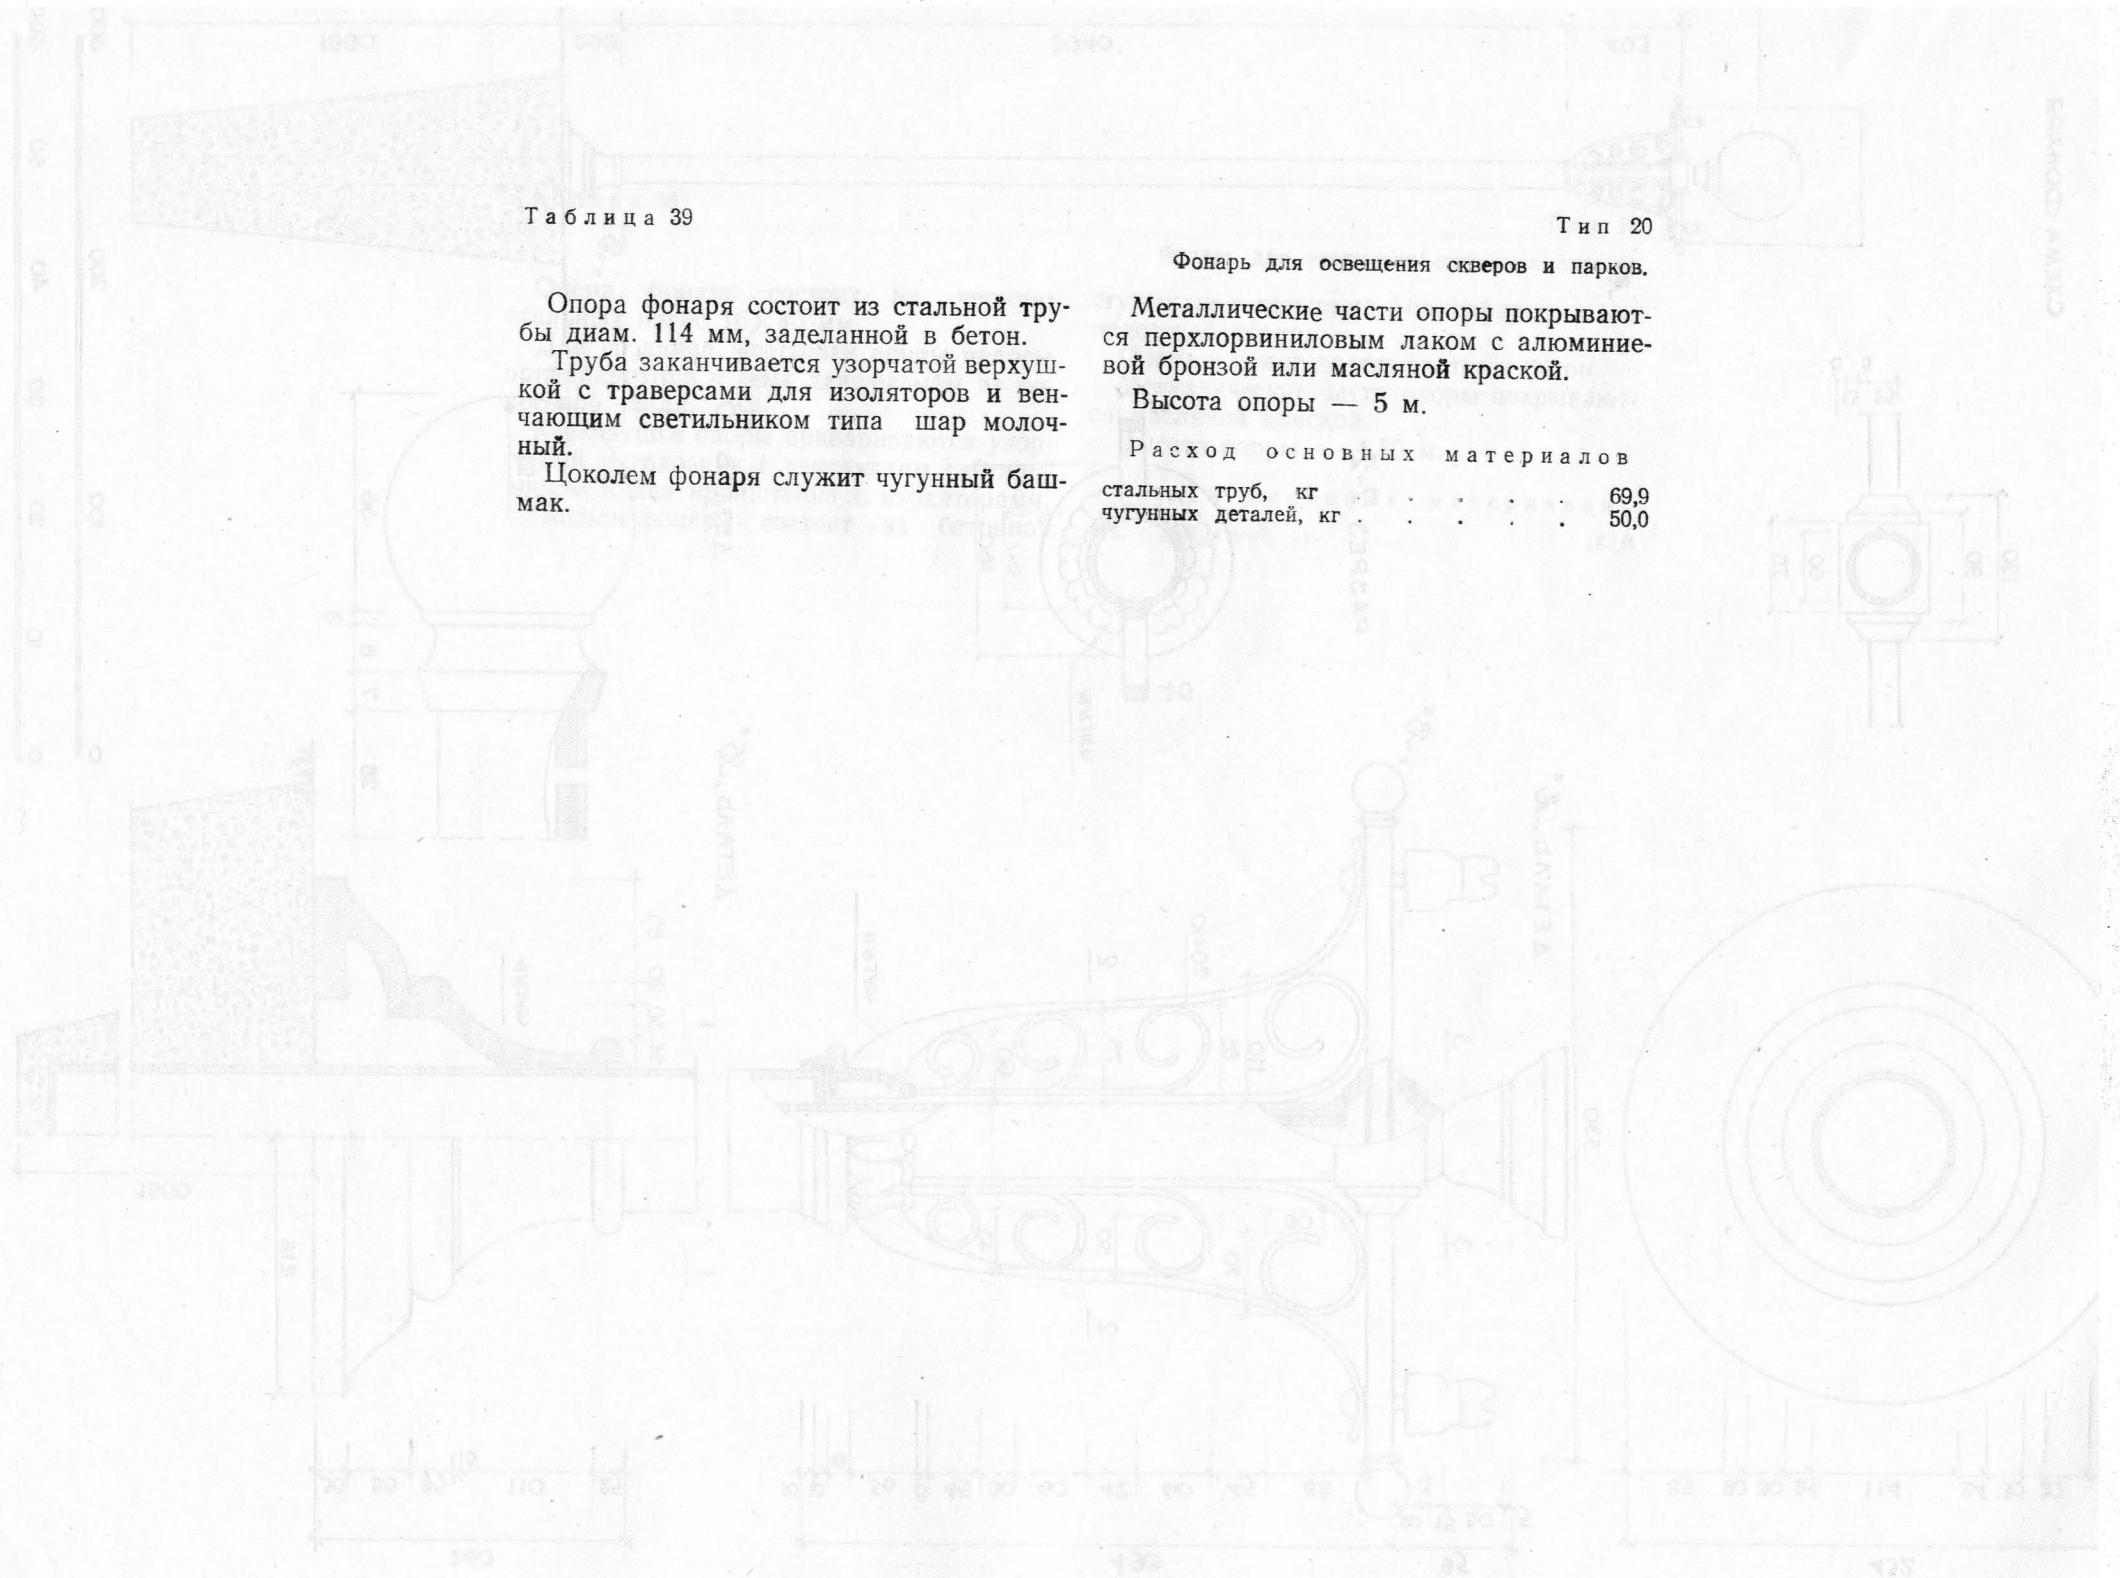 Таблица 39
Тип 20
Фонарь для освещения скверов и парков.
Опора фонаря состоит из стальной тру-
бы диам. 114 мм, заделанной в бетон.
Труба заканчивается узорчатой верхуш-
кой с траверсами для изоляторов и вен-
чающим светильником типа шар молоч-
ный.
Цоколем фонаря служит чугунный баш-
мак.
Металлические части опоры покрывают-
ся перхлорвиниловым лаком с алюминие-
вой бронзой или масляной краской.
Высота опоры — 5 м.
Расход основных материалов
стальных труб, кг . . . . . 69,9
чугунных деталей, кг . . . . . 50,0